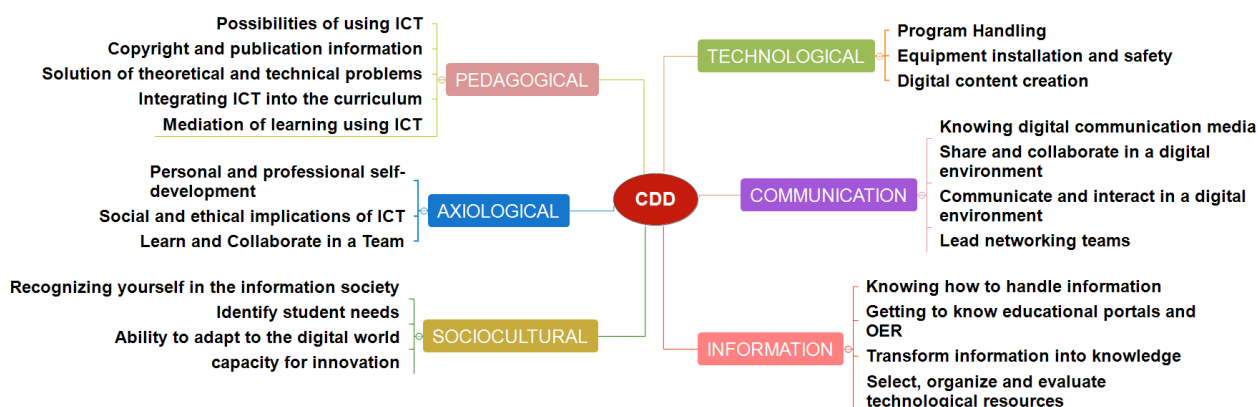 Possibilities of using ICT
Copyright and publication information
Solution of theoretical and technical problems
Integrating ICT into the curriculum
Mediation of learning using ICT
PEDAGOGICAL
Personal and professional self-
development
Social and ethical implications of ICT
Learn and Collaborate in a Team
AXIOLOGICAL
Recognizing yourself in the information society
Identify student needs
Ability to adapt to the digital world
capacity for innovation
SOCIOCULTURAL
CDD
TECHNOLOGICAL
Program Handling
Equipment installation and safety
Digital content creation
COMMUNICATION
Knowing digital communication media
Share and collaborate in a digital
environment
Communicate and interact in a digital
environment
Lead networking teams
INFORMATION
Knowing how to handle information
Getting to know educational portals and
OER
Transform information into knowledge
Select, organize and evaluate
technological resources